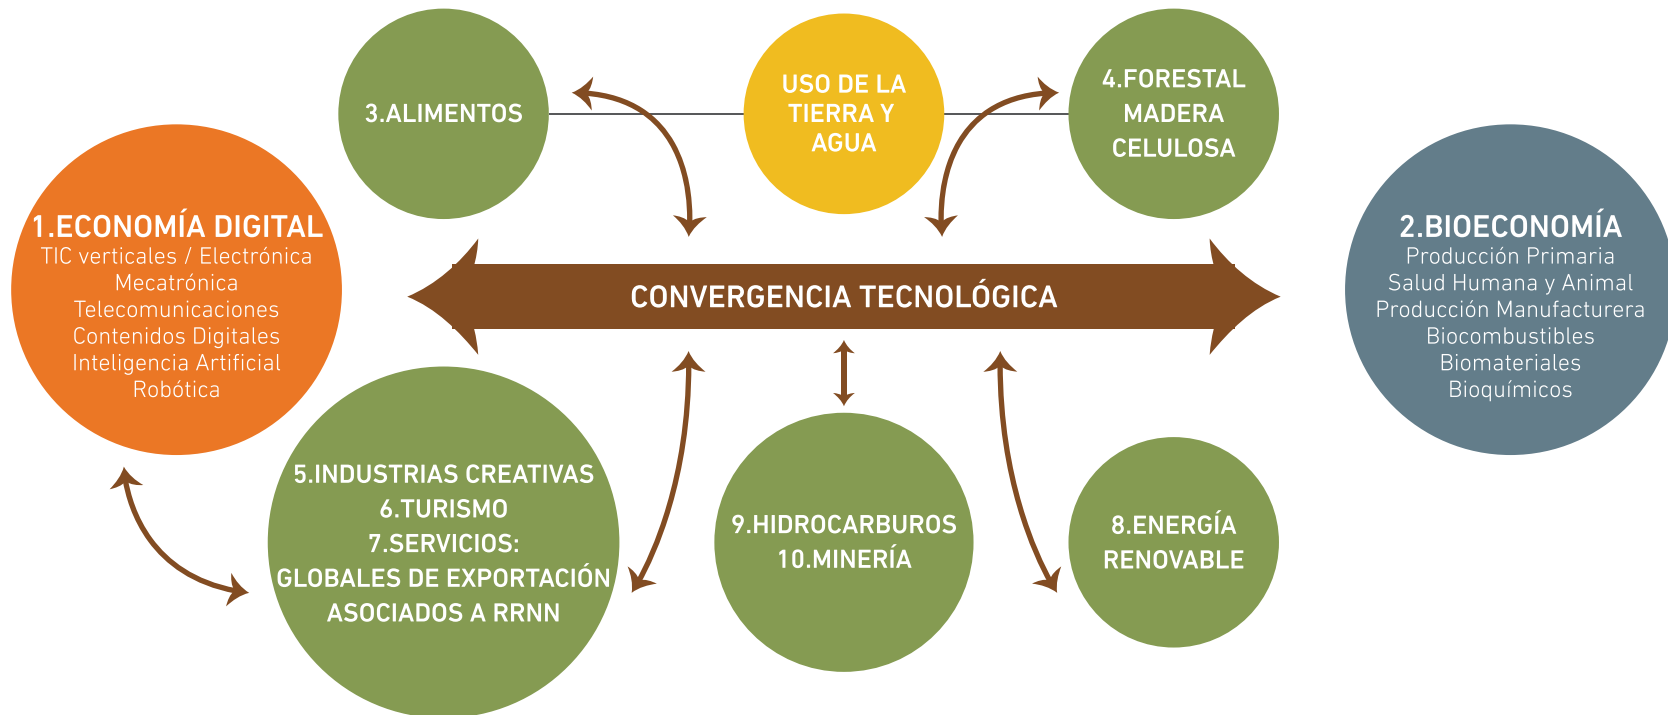 3.ALIMENTOS
USO DE LA
TIERRA Y
AGUA
4.FORESTAL
MADERA
CELULOSA
1.ECONOMÍA DIGITAL
TIC verticales / Electrónica
Mecatrónica
Telecomunicaciones
Contenidos Digitales
Inteligencia Artificial
Robótica
CONVERGENCIA TECNOLÓGICA
2.BIOECONOMÍA
Producción Primaria
Salud Humana y Animal
Producción Manufacturera
Biocombustibles
Biomateriales
Bioquímicos
5.INDUSTRIAS CREATIVAS
6.TURISMO
7.SERVICIOS:
GLOBALES DE EXPORTACIÓN
ASOCIADOS A RRNN
9.HIDROCARBUROS
10.MINERÍA
8.ENERGÍA
RENOVABLE